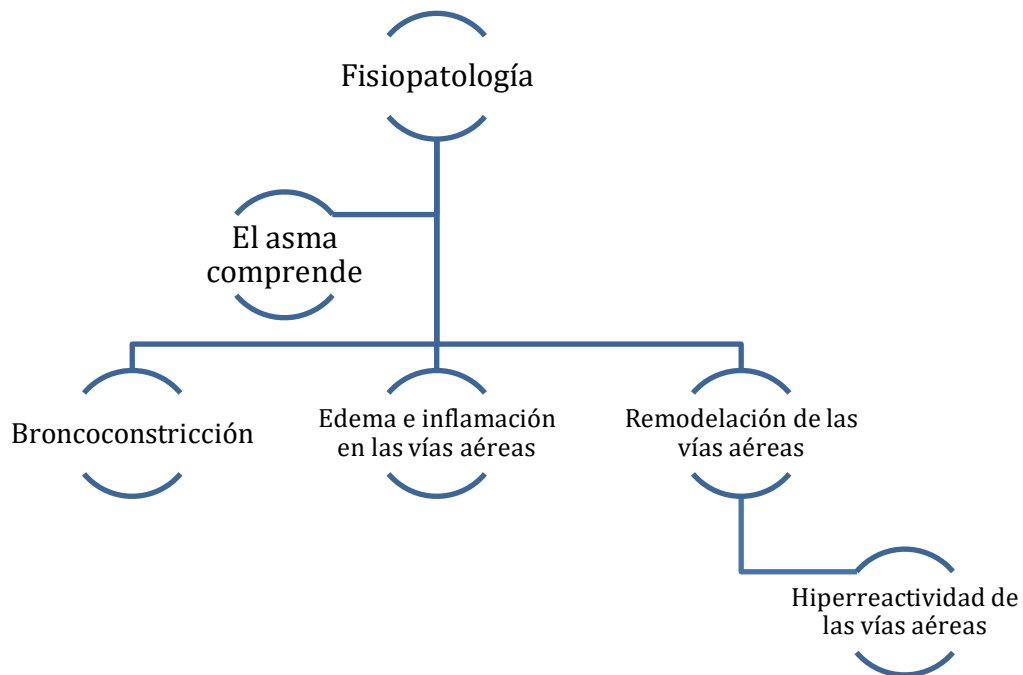 Fisiopatología
El asma
comprende
Broncoconstricción
Edema e inflamación
en las vías aéreas
Remodelación de las
vías aéreas
Hiperreactividad de
las vías aéreas